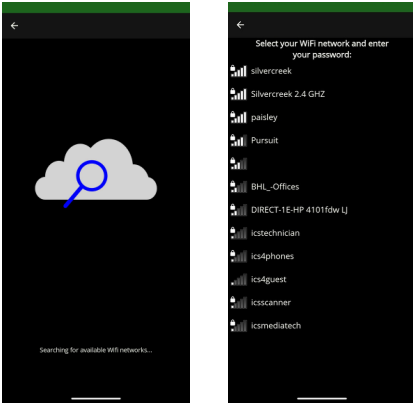 Searching for available Wifi networks...
Select your WiFi network and enter
your password:
silvercreek
Silvercreek 2.4 GHZ
paisley
Pursuit
BHL_-Offices
DIRECT-1E-HP 4101fdw LJ
icstechnician
ics4phones
ics4guest
icsscanner
icsmediatech